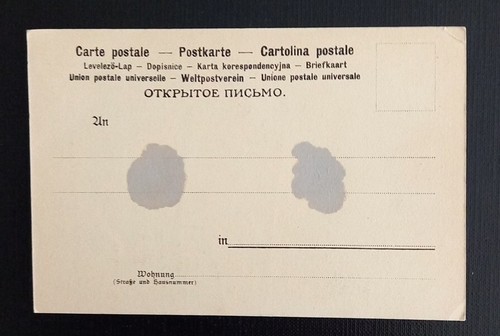 Carte postale — Postkarte — Cartolina postale
Levelező-Lap – Dopisnice – Karta korespondencyjna – Briefkaart
Union postale universelle – Weltpostverein – Unione postale universale
ОТКРЫТОЕ ПИСЬМО.
An
in
Wohnung
(Straße und Hausnummer)